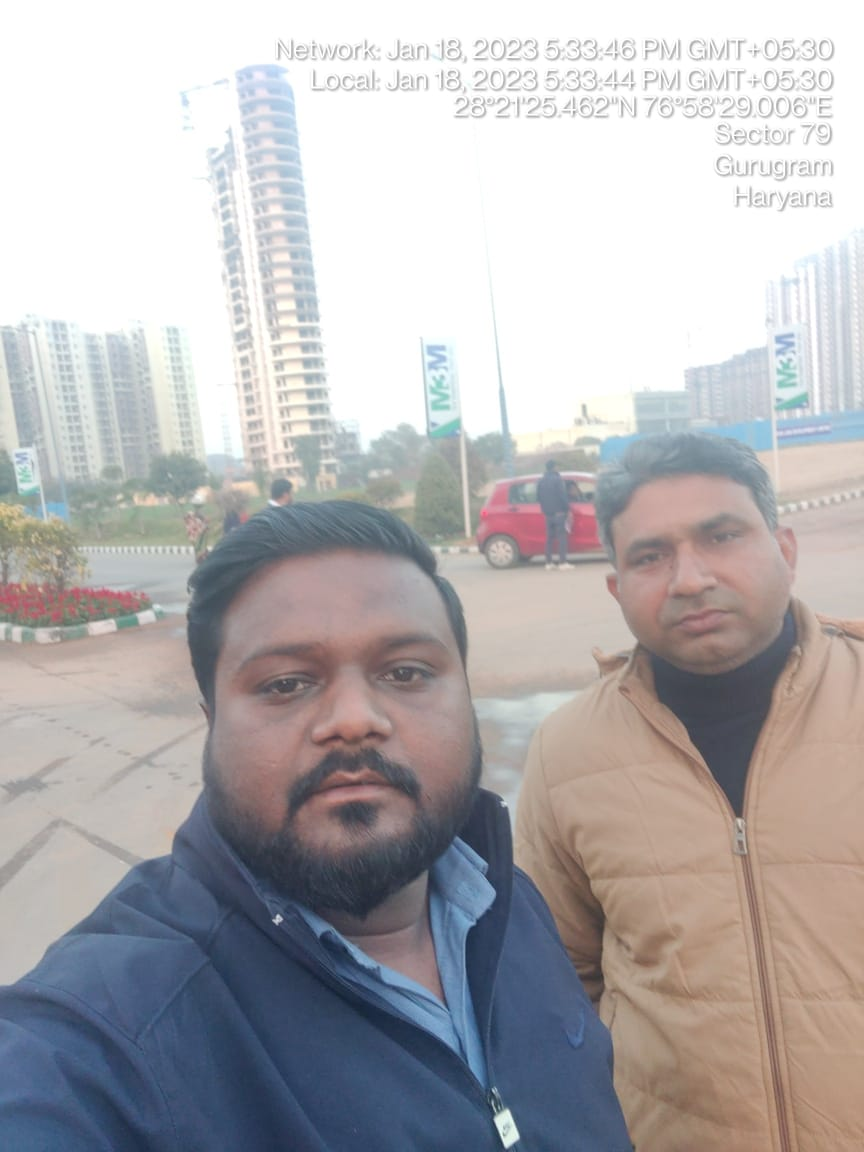 Network: Jan 18, 2023 5:33:46 PM GMT+05:30
Local: Jan 18, 2023 5:33:44 PM GMT+05:30
28°21'25.462"N 76°58'29.006"E
Sector 79
Gurugram
Haryana
M3M
M3M
M3M